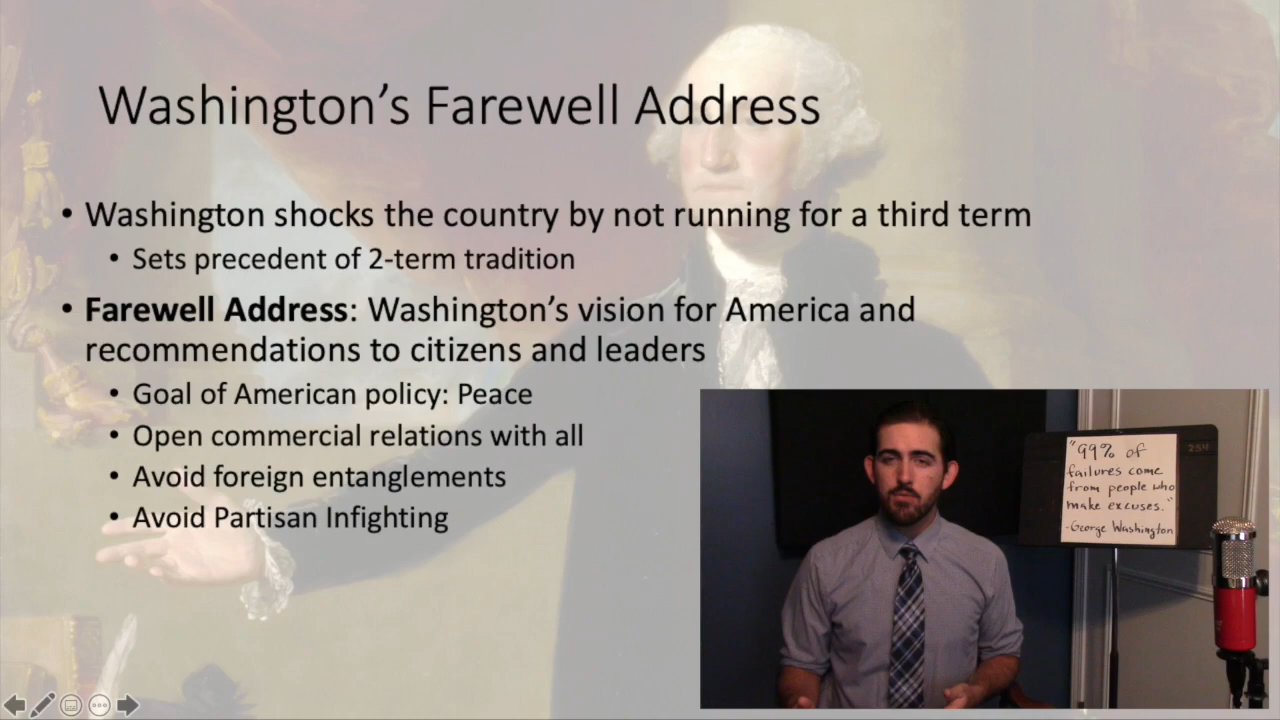 Washington’s Farewell Address
• Washington shocks the country by not running for a third term
• Sets precedent of 2-term tradition
• Farewell Address: Washington’s vision for America and
recommendations to citizens and leaders
• Goal of American policy: Peace
• Open commercial relations with all
• Avoid foreign entanglements
• Avoid Partisan Infighting
"99% of
failures come
from people who
make excuses."
-George Washington